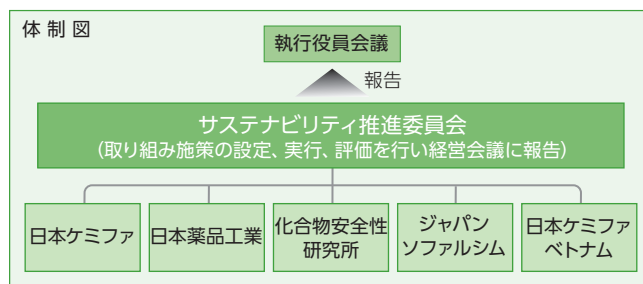 体制図
執行役員会議
報告
サステナビリティ推進委員会
(取り組み施策の設定、実行、評価を行い経営会議に報告)
日本ケミファ
日本薬品工業
化合物安全性
研究所
ジャパン
ソファルシム
日本ケミファ
ベトナム